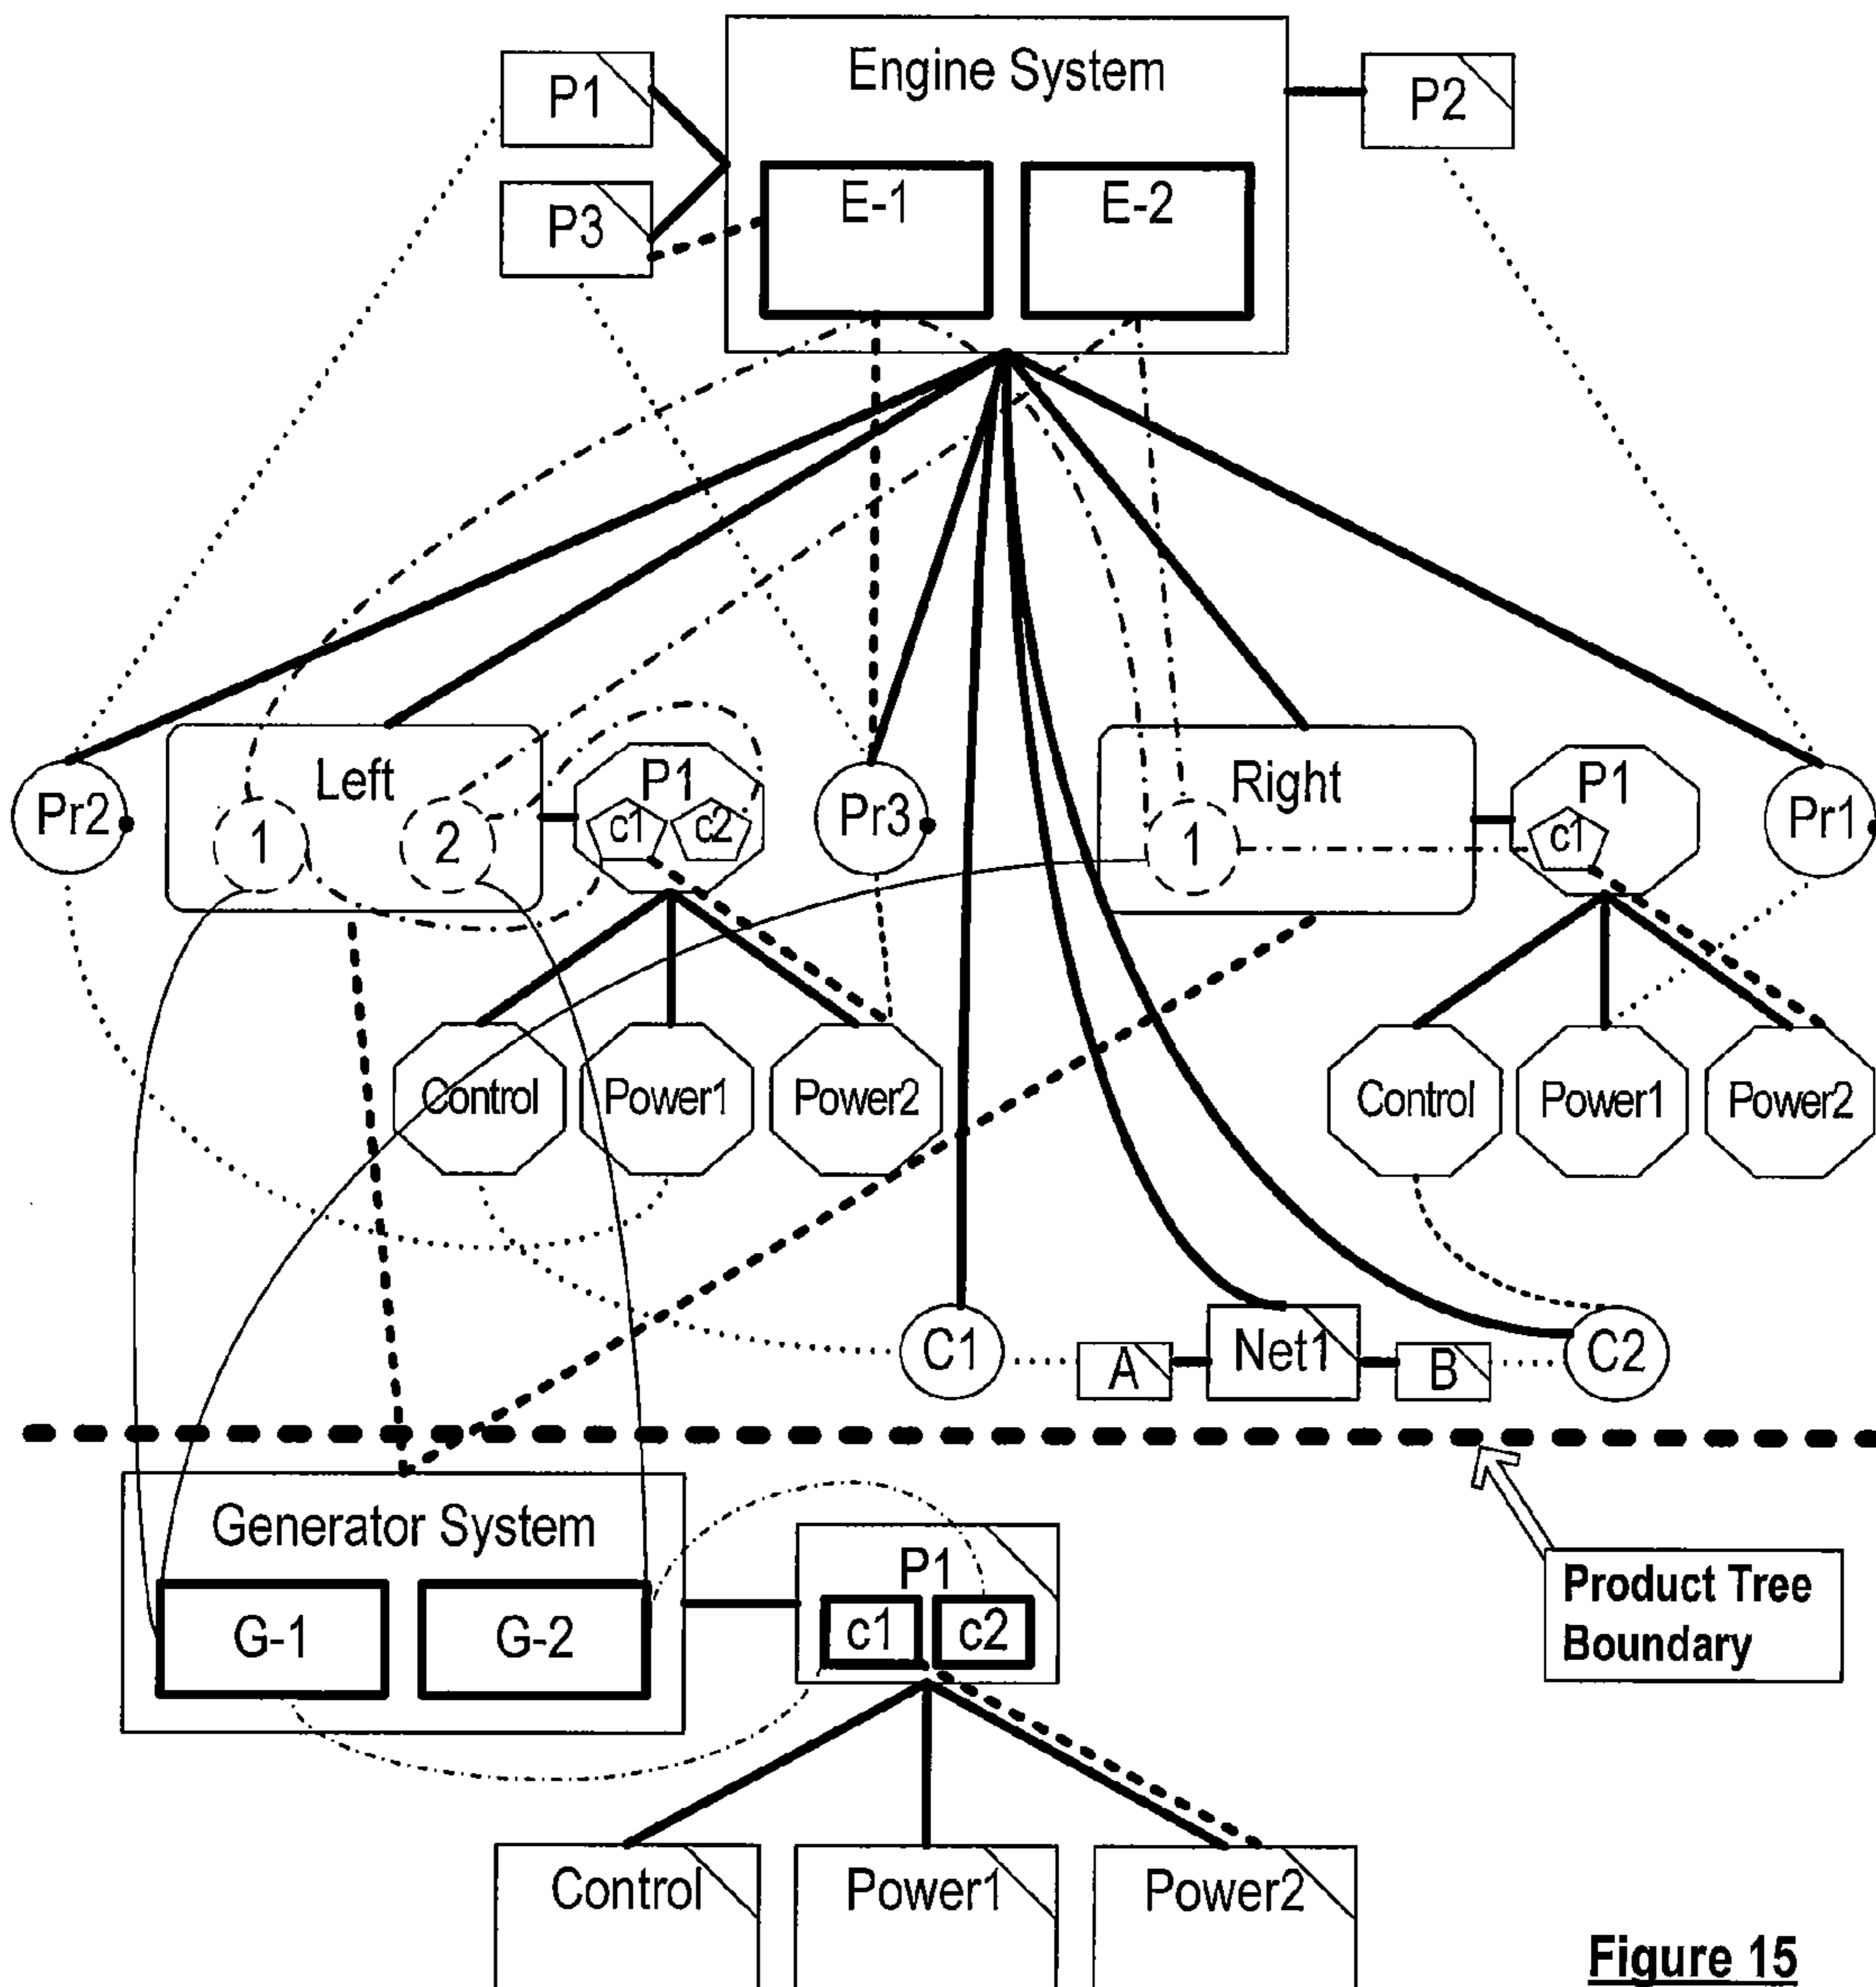 Engine System
P1
P2
P3
E-1
E-2
Left
P1
Right
P1
Pr2
1
2
c1
c2
Pr3
1
c1
Pr1
Control
Power1
Power2
Control
Power1
Power2
C1
A
Net1
B
C2
Generator System
P1
G-1
G-2
c1
c2
Product Tree
Boundary
Control
Power1
Power2
Figure 15